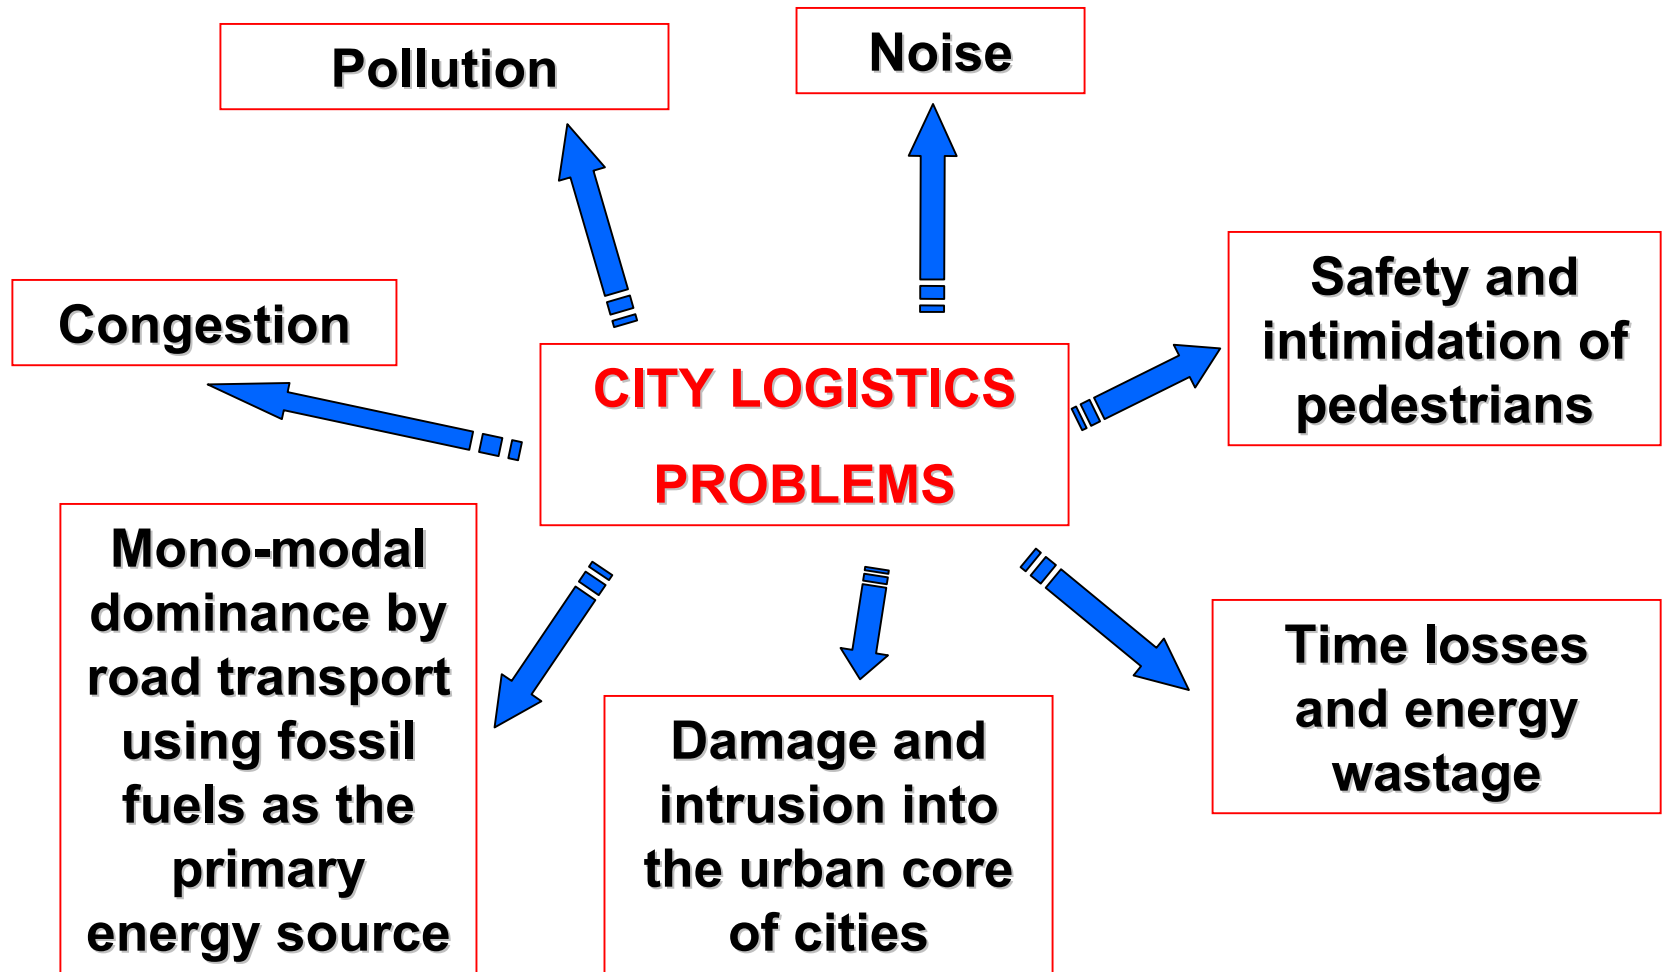 Pollution
Noise
Congestion
Safety and
intimidation of
pedestrians
CITY LOGISTICS
PROBLEMS
Mono-modal
dominance by
road transport
using fossil
fuels as the
primary
energy source
Damage and
intrusion into
the urban core
of cities
Time losses
and energy
wastage